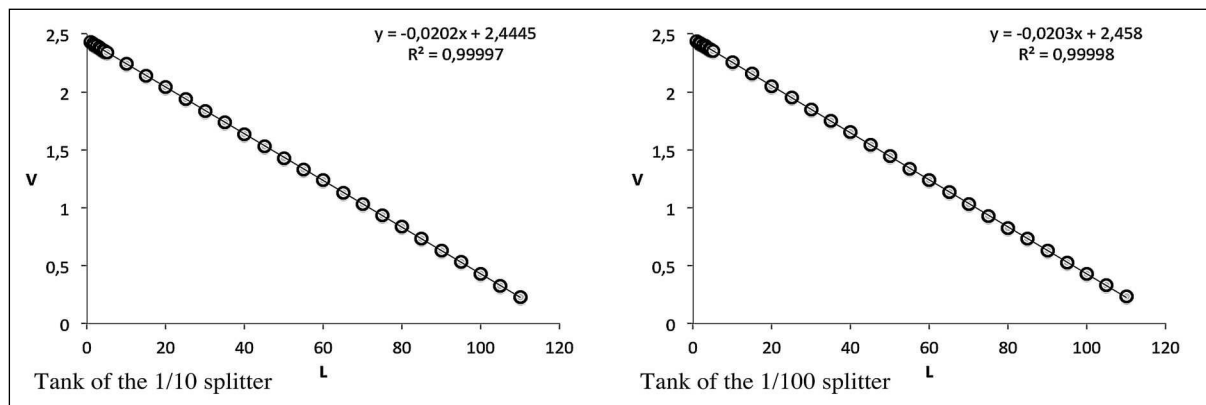 y = -0,0202x + 2,4445
R² = 0,99997
2,5
2
1,5
V
1
0,5
0
0 20 40 60 80 100 120
L
Tank of the 1/10 splitter
y = -0,0203x + 2,458
R² = 0,99998
2,5
2
1,5
V
1
0,5
0
0 20 40 60 80 100 120
L
Tank of the 1/100 splitter